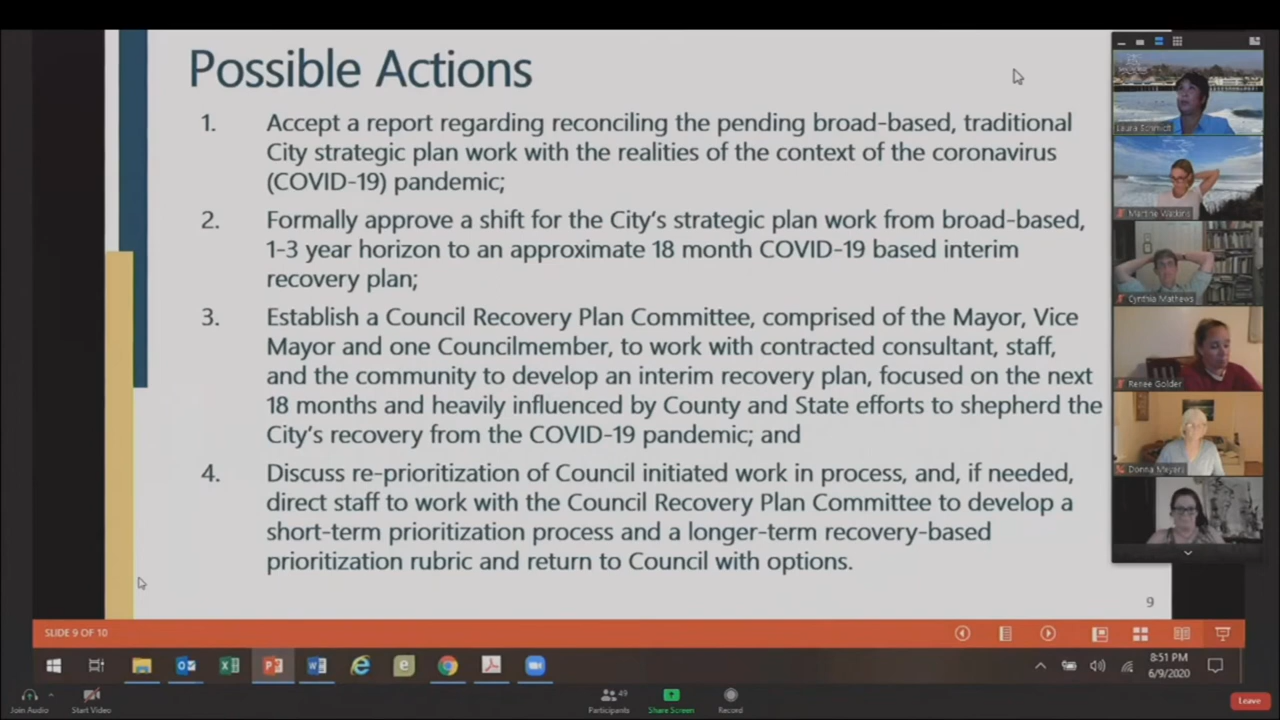 Possible Actions
1. Accept a report regarding reconciling the pending broad-based, traditional
City strategic plan work with the realities of the context of the coronavirus
(COVID-19) pandemic;
2. Formally approve a shift for the City's strategic plan work from broad-based,
1-3 year horizon to an approximate 18 month COVID-19 based interim
recovery plan;
3. Establish a Council Recovery Plan Committee, comprised of the Mayor, Vice
Mayor and one Councilmember, to work with contracted consultant, staff,
and the community to develop an interim recovery plan, focused on the next
18 months and heavily influenced by County and State efforts to shepherd the
City's recovery from the COVID-19 pandemic; and
4. Discuss re-prioritization of Council initiated work in process, and, if needed,
direct staff to work with the Council Recovery Plan Committee to develop a
short-term prioritization process and a longer-term recovery-based
prioritization rubric and return to Council with options.
9
Laura Schmidt
Martine Watkins
Cynthia Mathews
Renee Golder
Donna Meyers
SLIDE 9 OF 10
8:51 PM
6/9/2020
Join Audio
Start Video
49
Participants
Share Screen
Record
Leave